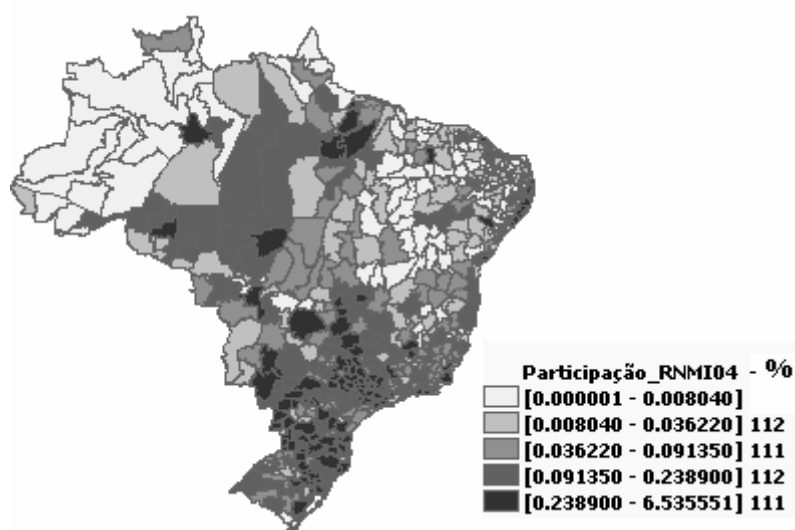 Participação_RNMI04 - %
[0.000001 - 0.008040]
[0.008040 - 0.036220] 112
[0.036220 - 0.091350] 111
[0.091350 - 0.238900] 112
[0.238900 - 6.535551] 111